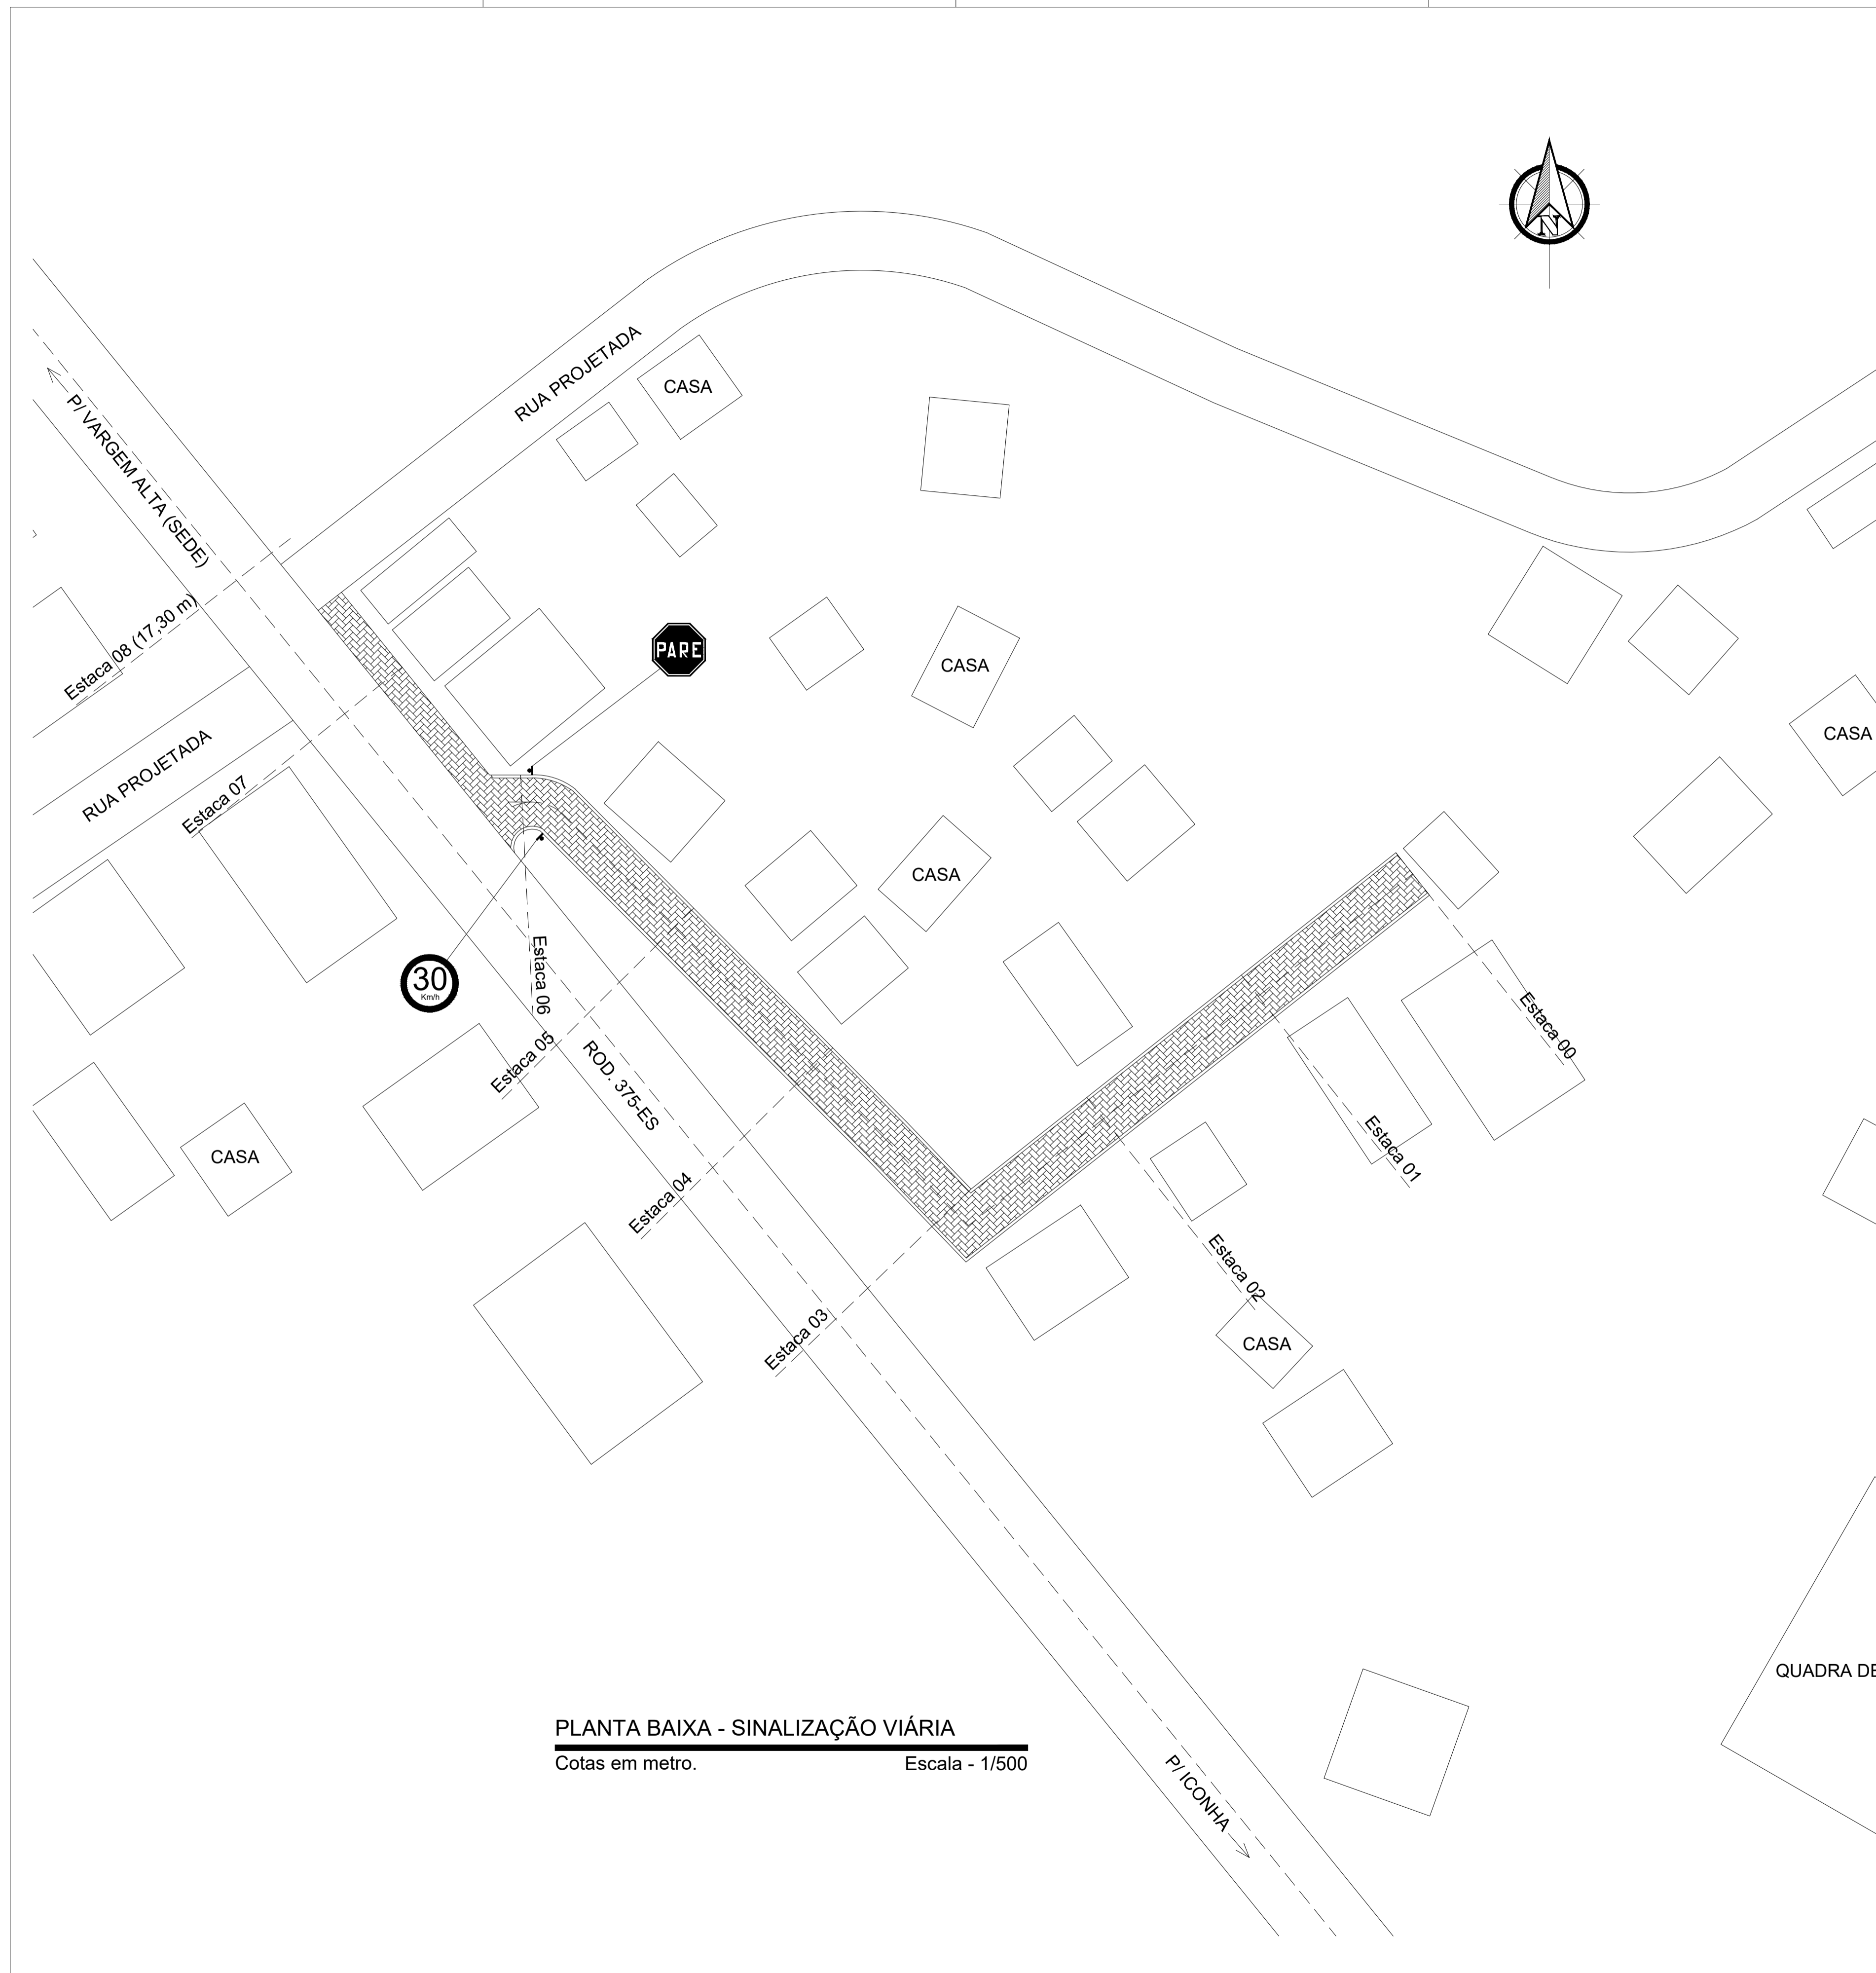 N
RUA PROJETADA
CASA
P/ VARGEM ALTA (SEDE)
Estaca 08 (17,30 m)
PARE
CASA
CASA
RUA PROJETADA
Estaca 07
CASA
30
Km/h
Estaca 06
Estaca 05
ROD. 375-ES
Estaca 00
Estaca 01
CASA
Estaca 04
Estaca 02
Estaca 03
CASA
QUADRA DE
PLANTA BAIXA - SINALIZAÇÃO VIÁRIA
Cotas em metro.
Escala - 1/500
P/ ICONHA